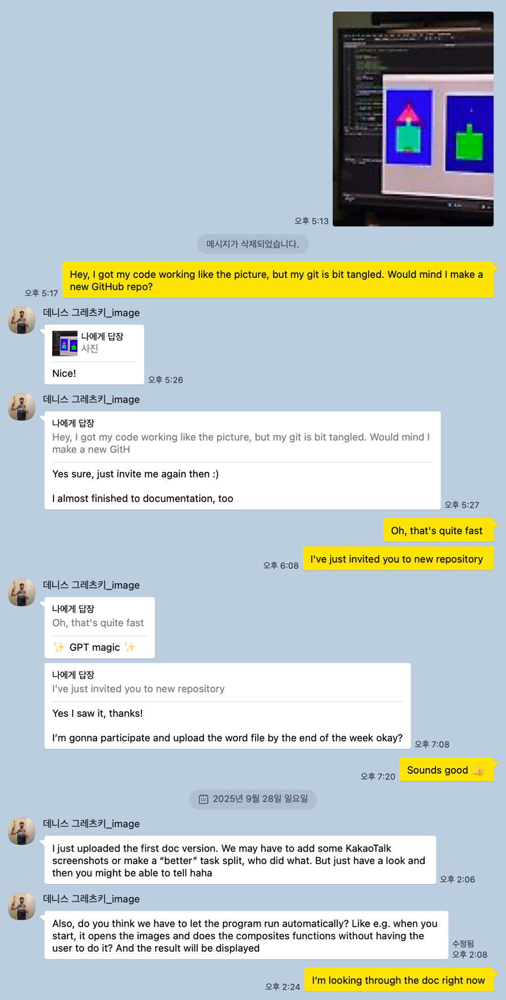 오후 5:13
메시지가 삭제되었습니다.
Hey, I got my code working like the picture, but my git is bit tangled. Would mind I make a
new GitHub repo?
오후 5:17
데니스 그레츠키_image
나에게 답장
사진
Nice!
오후 5:26
데니스 그레츠키_image
나에게 답장
Hey, I got my code working like the picture, but my git is bit tangled. Would mind I
make a new GitH
Yes sure, just invite me again then :)
I almost finished to documentation, too
오후 5:27
Oh, that's quite fast
I've just invited you to new repository
오후 6:08
데니스 그레츠키_image
나에게 답장
Oh, that's quite fast
✨ GPT magic ✨
나에게 답장
I've just invited you to new repository
Yes I saw it, thanks!
I’m gonna participate and upload the word file by the end of the week okay?
오후 7:08
Sounds good 👍
오후 7:20
2025년 9월 28일 일요일
데니스 그레츠키_image
I just uploaded the first doc version. We may have to add some KakaoTalk
screenshots or make a “better” task split, who did what. But just have a look and
then you might be able to tell haha
오후 2:06
데니스 그레츠키_image
Also, do you think we have to let the program run automatically? Like e.g. when you
start, it opens the images and does the composites functions without having the
user to do it? And the result will be displayed
수정됨
오후 2:08
I’m looking through the doc right now
오후 2:24